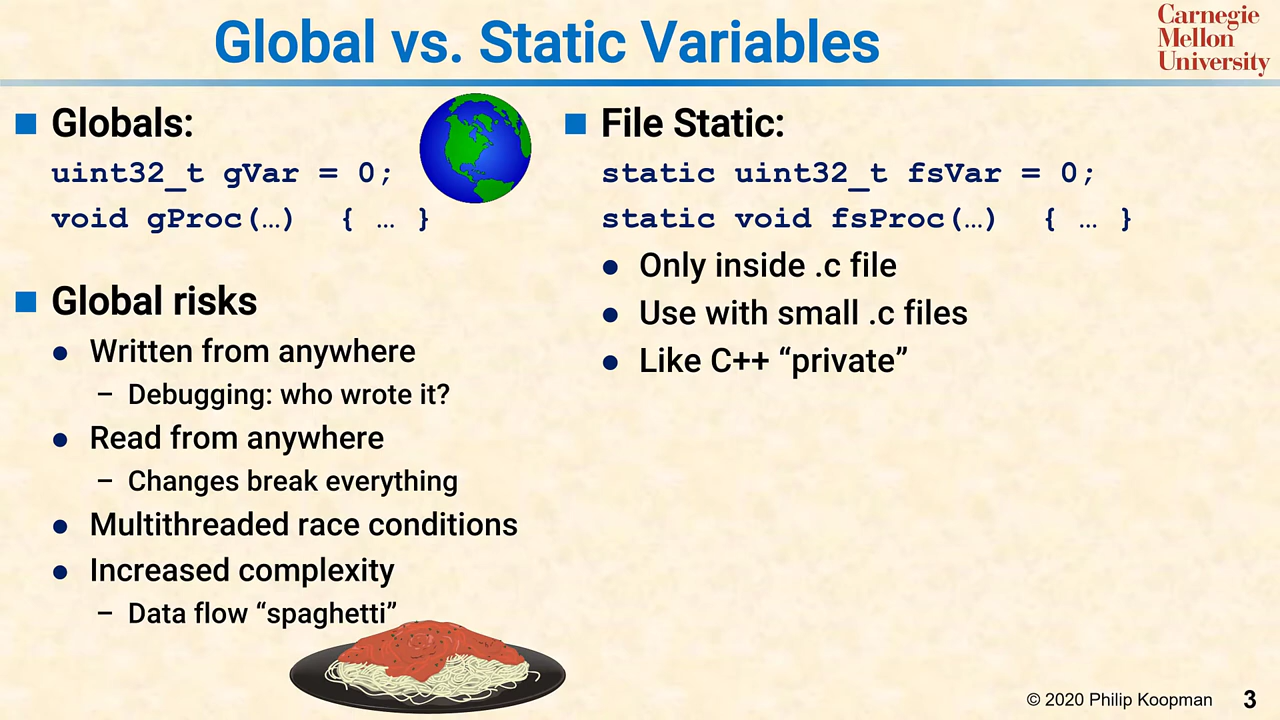 Global vs. Static Variables
Carnegie
Mellon
University
Globals:
uint32_t gVar = 0;
void gProc(…) { … }
Global risks
Written from anywhere
– Debugging: who wrote it?
Read from anywhere
– Changes break everything
Multithreaded race conditions
Increased complexity
– Data flow “spaghetti”
File Static:
static uint32_t fsVar = 0;
static void fsProc(…) { … }
Only inside .c file
Use with small .c files
Like C++ “private”
© 2020 Philip Koopman 3